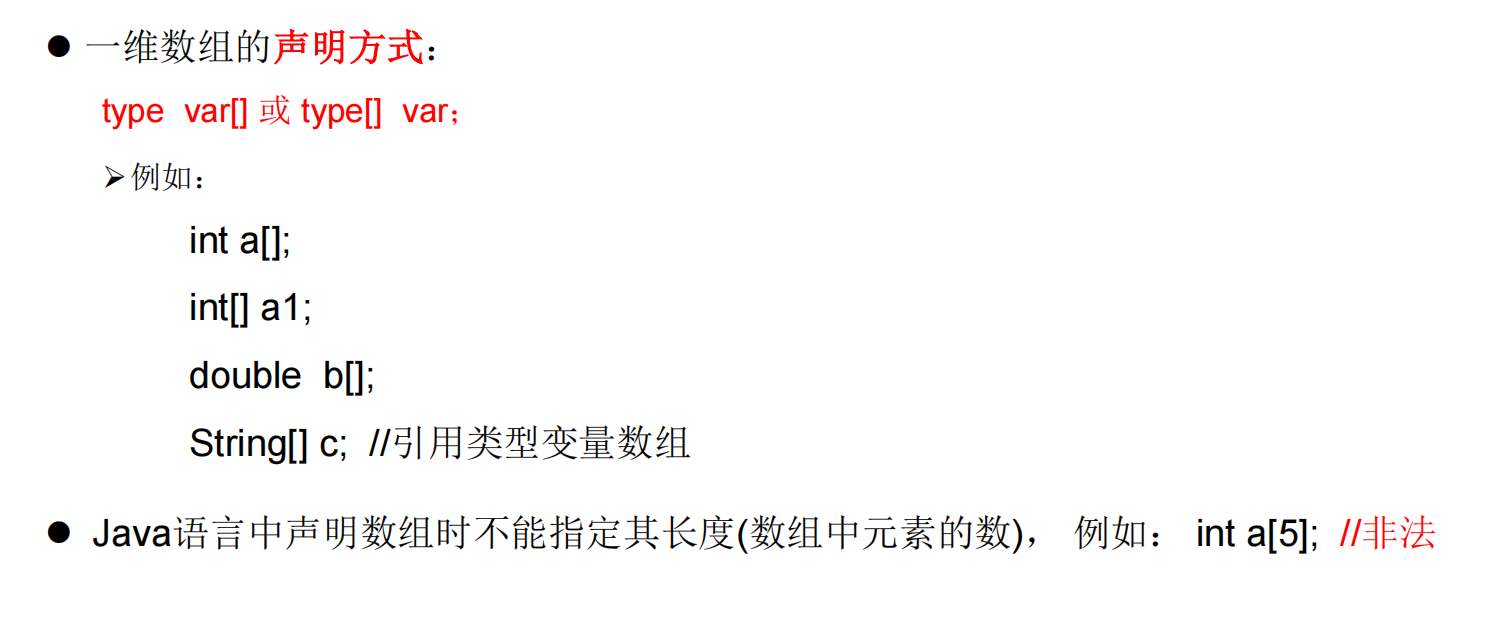 ● 一维数组的声明方式：
type var[] 或 type[] var；
➢例如：
int a[];
int[] a1;
double b[];
String[] c; //引用类型变量数组
● Java语言中声明数组时不能指定其长度(数组中元素的数)， 例如： int a[5]; //非法